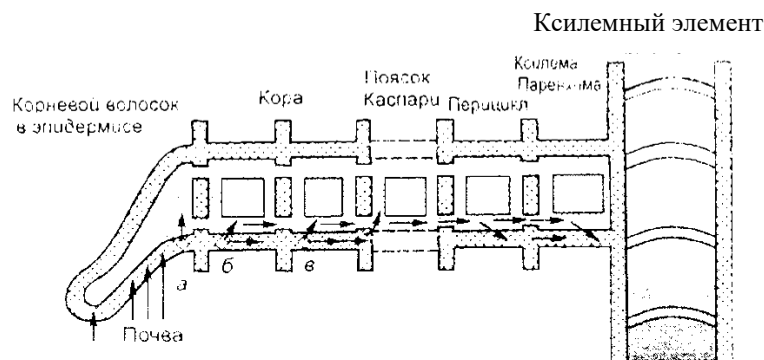 Ксилемный элемент
Корневой волосок
в эпидермисе
Кора
Поясок
Каспари
Перицикл
Ксилема
Паренхима
а
б
в
Почва